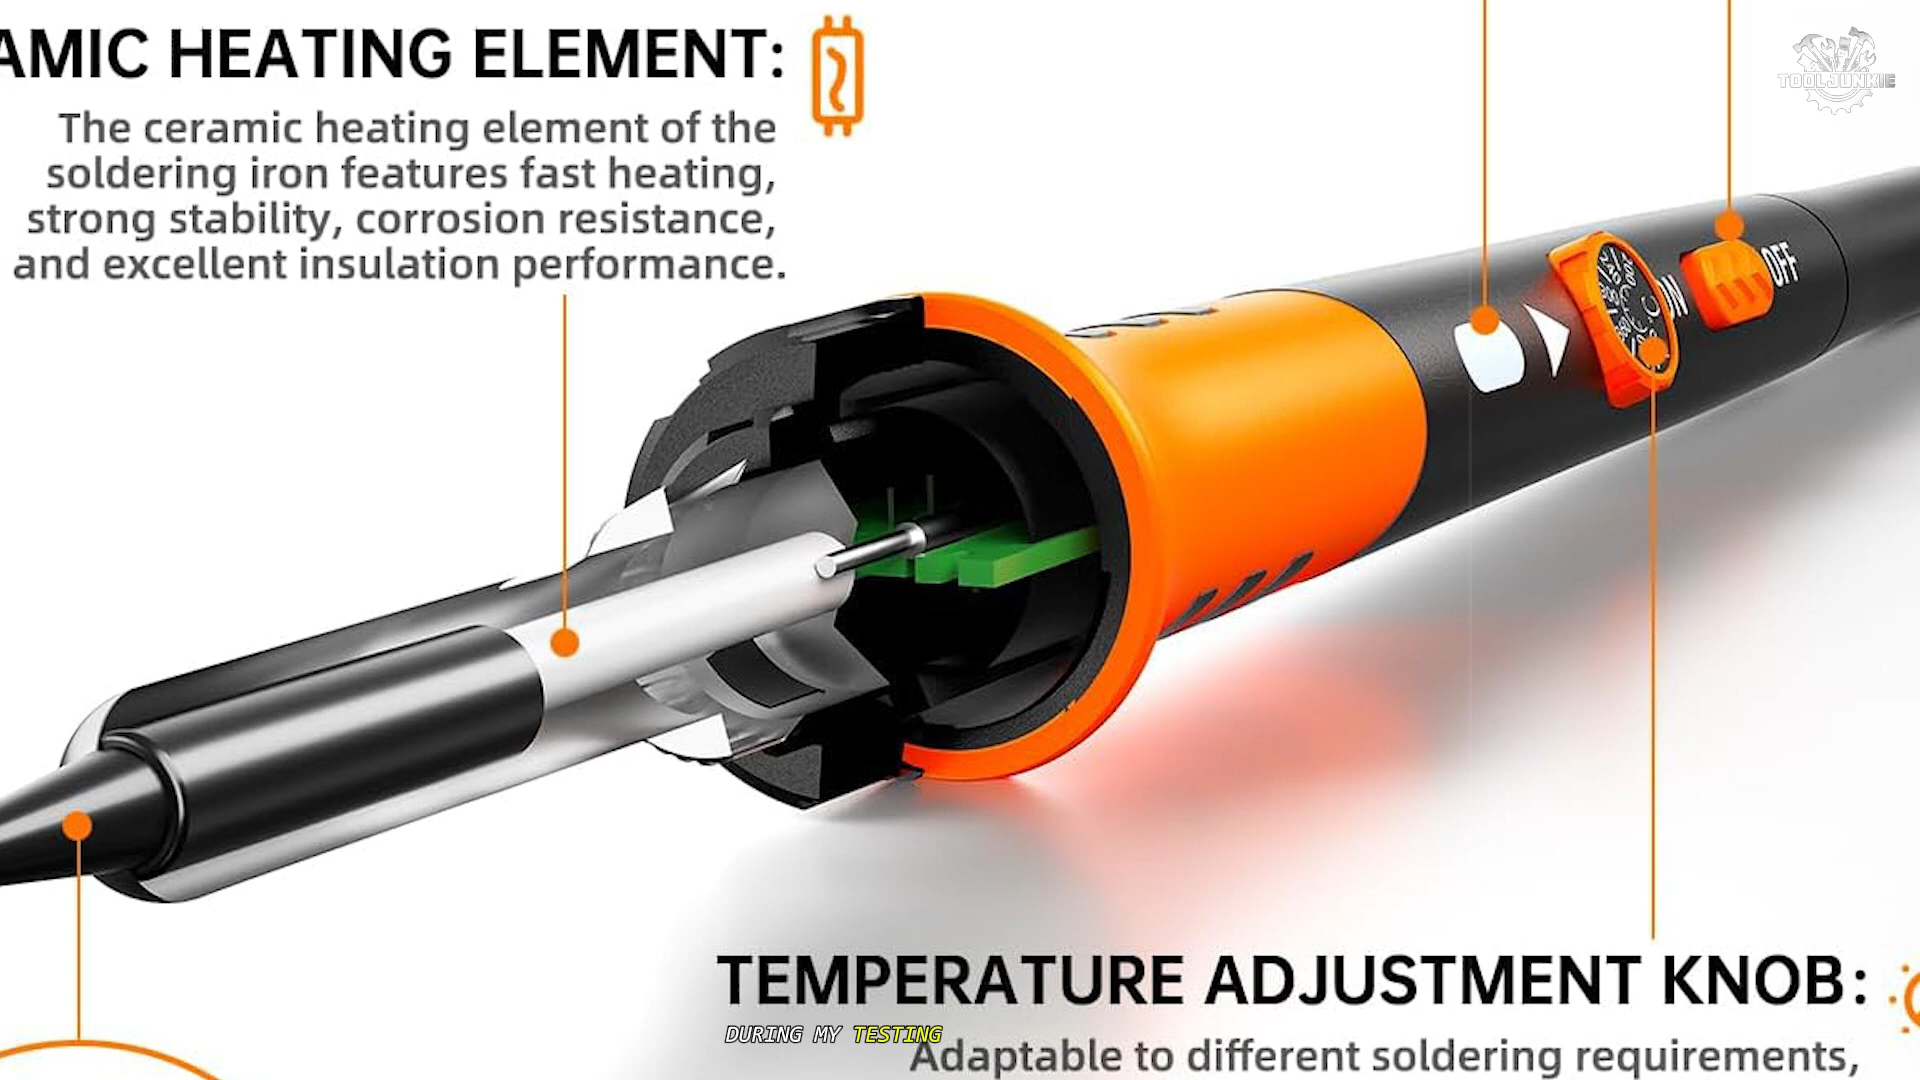 AMIC HEATING ELEMENT:
The ceramic heating element of the
soldering iron features fast heating,
strong stability, corrosion resistance,
and excellent insulation performance.
TOOLJUNKIE
OFF
TEMPERATURE ADJUSTMENT KNOB:
DURING MY TESTING
Adaptable to different soldering requirements,